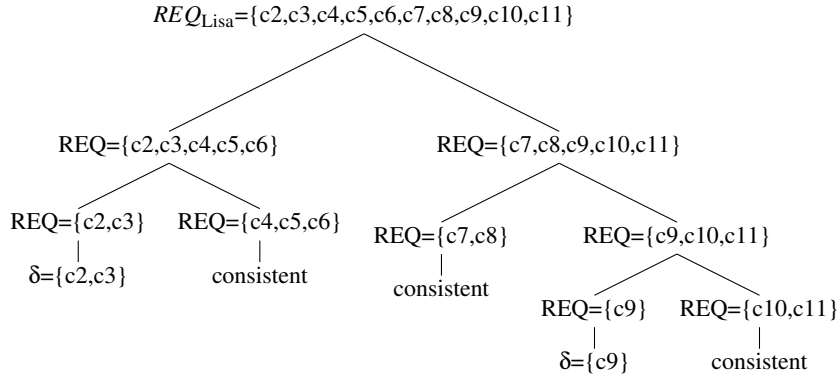 REQLisa={c2,c3,c4,c5,c6,c7,c8,c9,c10,c11}
REQ={c2,c3,c4,c5,c6} REQ={c7,c8,c9,c10,c11}
REQ={c2,c3} REQ={c4,c5,c6} REQ={c7,c8} REQ={c9,c10,c11}
δ={c2,c3} consistent consistent
REQ={c9} REQ={c10,c11}
δ={c9} consistent